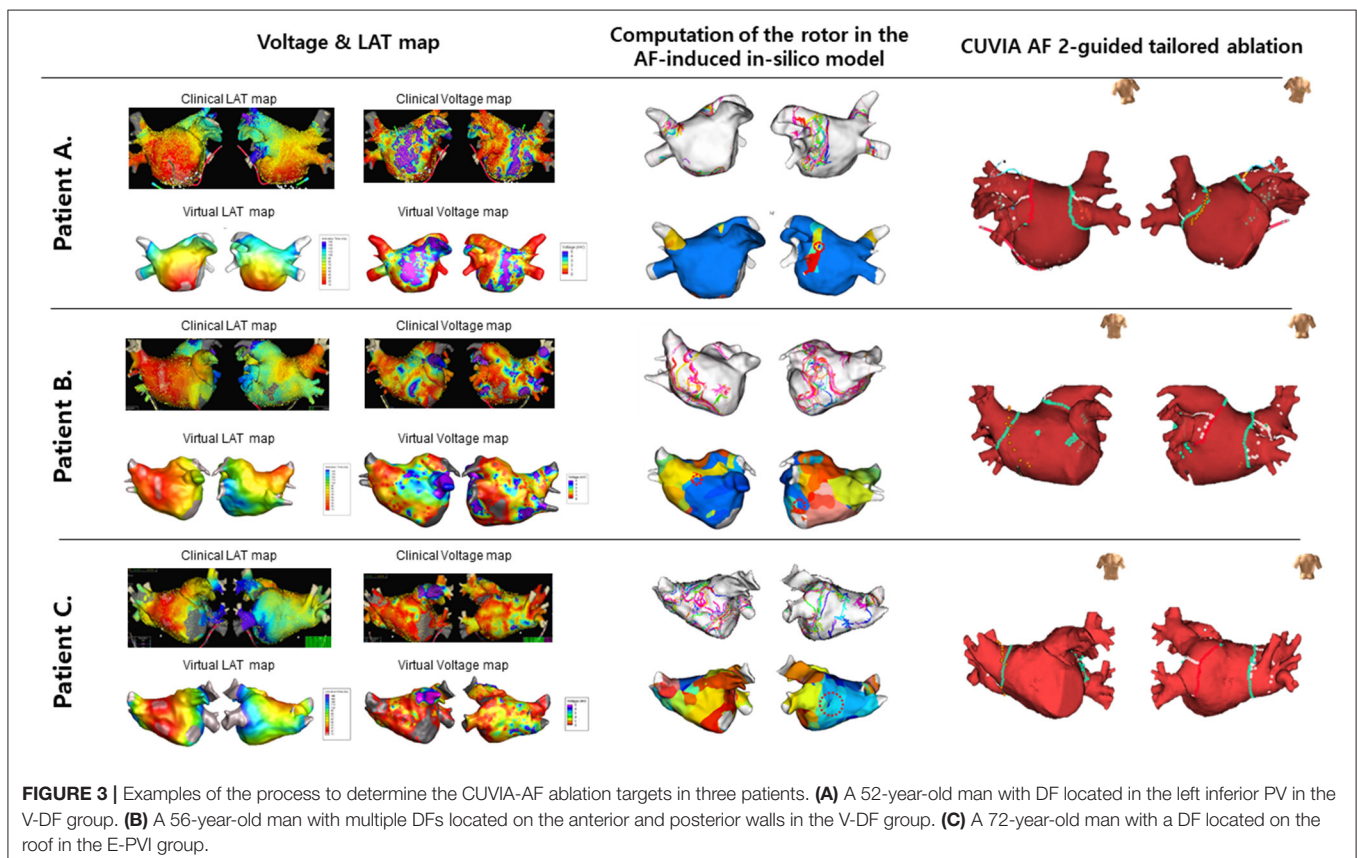 Voltage & LAT map
Computation of the rotor in the
AF-induced in-silico model
CUVIA AF 2-guided tailored ablation
Patient A.
Clinical LAT map
Clinical Voltage map
Virtual LAT map
Virtual Voltage map
Patient B.
Clinical LAT map
Clinical Voltage map
Virtual LAT map
Virtual Voltage map
Patient C.
Clinical LAT map
Clinical Voltage map
Virtual LAT map
Virtual Voltage map
FIGURE 3 | Examples of the process to determine the CUVIA-AF ablation targets in three patients. (A) A 52-year-old man with DF located in the left inferior PV in the
V-DF group. (B) A 56-year-old man with multiple DFs located on the anterior and posterior walls in the V-DF group. (C) A 72-year-old man with a DF located on the
roof in the E-PVI group.